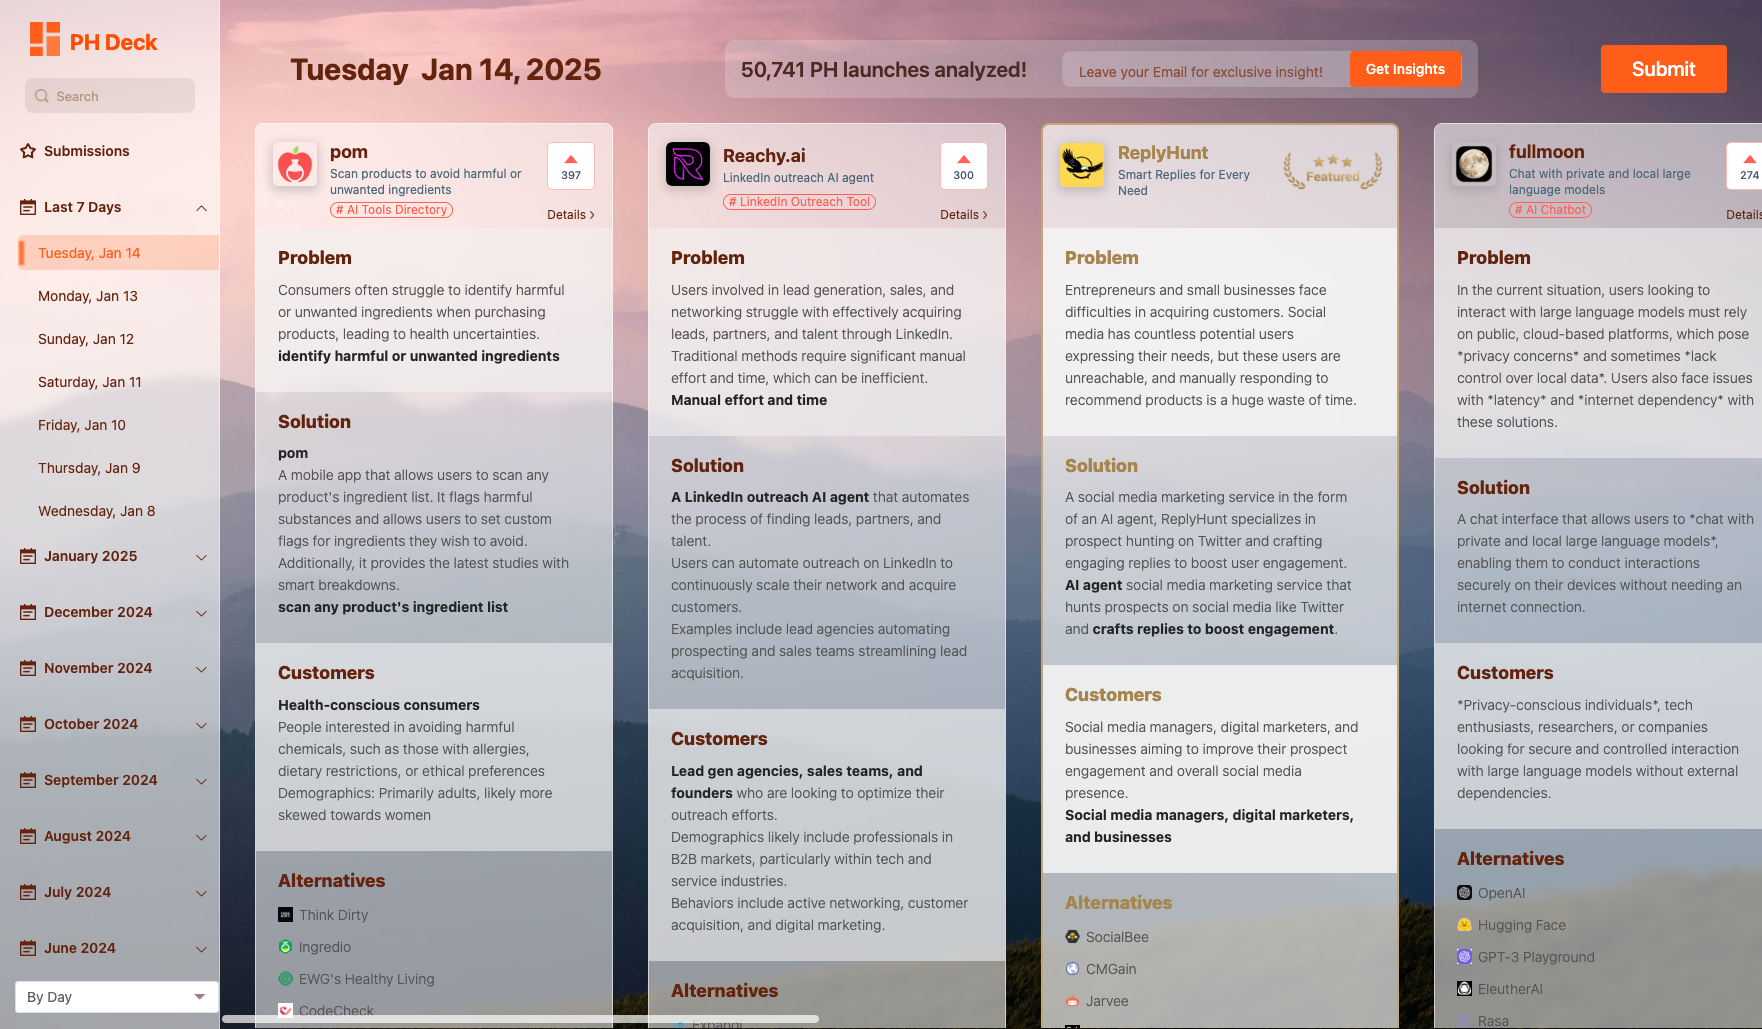 PH Deck
Search
Submissions
Last 7 Days
Tuesday, Jan 14
Monday, Jan 13
Sunday, Jan 12
Saturday, Jan 11
Friday, Jan 10
Thursday, Jan 9
Wednesday, Jan 8
January 2025
December 2024
November 2024
October 2024
September 2024
August 2024
July 2024
June 2024
By Day
Tuesday Jan 14, 2025
50,741 PH launches analyzed!
Leave your Email for exclusive insight!
Get Insights
Submit
pom
Scan products to avoid harmful or
unwanted ingredients
# AI Tools Directory
397
Details >
Problem
Consumers often struggle to identify harmful
or unwanted ingredients when purchasing
products, leading to health uncertainties.
identify harmful or unwanted ingredients
Solution
pom
A mobile app that allows users to scan any
product's ingredient list. It flags harmful
substances and allows users to set custom
flags for ingredients they wish to avoid.
Additionally, it provides the latest studies with
smart breakdowns.
scan any product's ingredient list
Customers
Health-conscious consumers
People interested in avoiding harmful
chemicals, such as those with allergies,
dietary restrictions, or ethical preferences
Demographics: Primarily adults, likely more
skewed towards women
Alternatives
Think Dirty
Ingredio
EWG's Healthy Living
CodeCheck
Reachy.ai
LinkedIn outreach AI agent
# LinkedIn Outreach Tool
300
Details >
Problem
Users involved in lead generation, sales, and
networking struggle with effectively acquiring
leads, partners, and talent through LinkedIn.
Traditional methods require significant manual
effort and time, which can be inefficient.
Manual effort and time
Solution
A LinkedIn outreach AI agent that automates
the process of finding leads, partners, and
talent.
Users can automate outreach on LinkedIn to
continuously scale their network and acquire
customers.
Examples include lead agencies automating
prospecting and sales teams streamlining lead
acquisition.
Customers
Lead gen agencies, sales teams, and
founders who are looking to optimize their
outreach efforts.
Demographics likely include professionals in
B2B markets, particularly within tech and
service industries.
Behaviors include active networking, customer
acquisition, and digital marketing.
Alternatives
Expandi
ReplyHunt
Smart Replies for Every
Need
Featured
Problem
Entrepreneurs and small businesses face
difficulties in acquiring customers. Social
media has countless potential users
expressing their needs, but these users are
unreachable, and manually responding to
recommend products is a huge waste of time.
Solution
A social media marketing service in the form
of an AI agent, ReplyHunt specializes in
prospect hunting on Twitter and crafting
engaging replies to boost user engagement.
AI agent social media marketing service that
hunts prospects on social media like Twitter
and crafts replies to boost engagement.
Customers
Social media managers, digital marketers, and
businesses aiming to improve their prospect
engagement and overall social media
presence.
Social media managers, digital marketers,
and businesses
Alternatives
SocialBee
CMGain
Jarvee
fullmoon
Chat with private and local large
language models
# AI Chatbot
274
Details
Problem
In the current situation, users looking to
interact with large language models must rely
on public, cloud-based platforms, which pose
*privacy concerns* and sometimes *lack
control over local data*. Users also face issues
with *latency* and *internet dependency* with
these solutions.
Solution
A chat interface that allows users to *chat with
private and local large language models*,
enabling them to conduct interactions
securely on their devices without needing an
internet connection.
Customers
*Privacy-conscious individuals*, tech
enthusiasts, researchers, or companies
looking for secure and controlled interaction
with large language models without external
dependencies.
Alternatives
OpenAI
Hugging Face
GPT-3 Playground
EleutherAI
Rasa